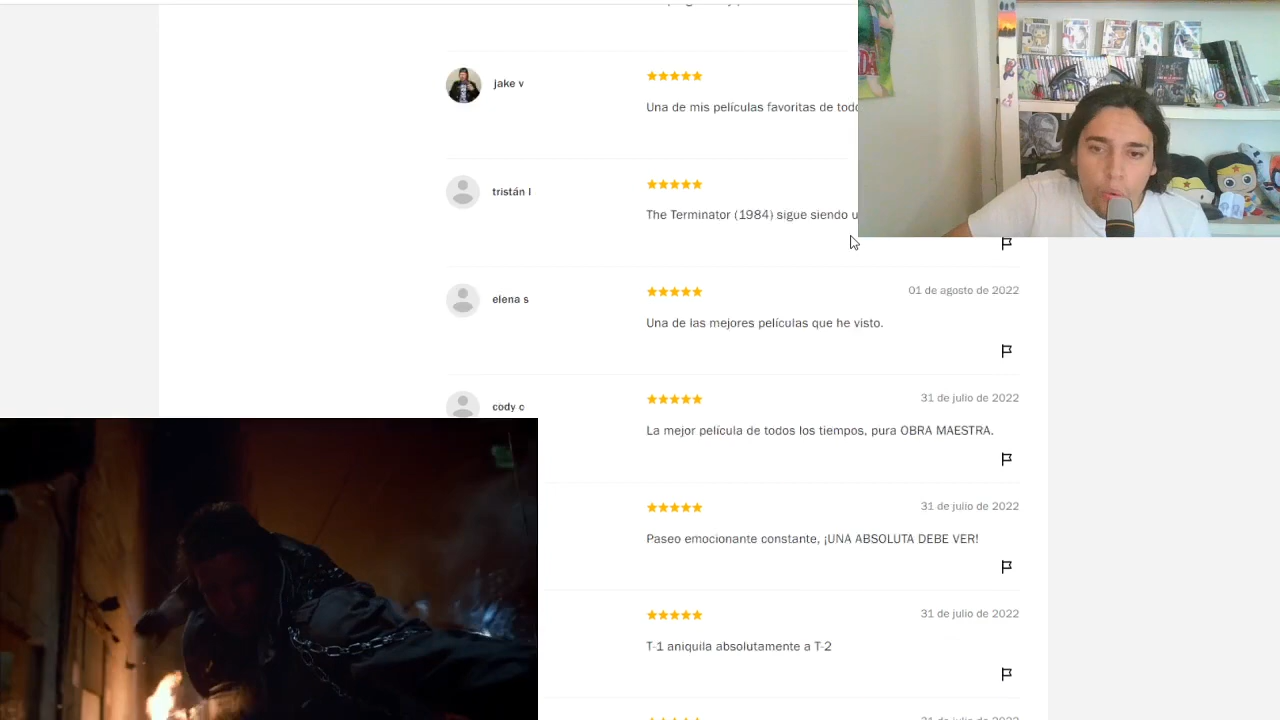 jake v
Una de mis películas favoritas de
tristán l
The Terminator (1984) sigue siendo
elena s
01 de agosto de 2022
Una de las mejores películas que he visto.
cody c
31 de julio de 2022
La mejor película de todos los tiempos, pura OBRA MAESTRA.
31 de julio de 2022
Paseo emocionante constante, ¡UNA ABSOLUTA DEBE VER!
31 de julio de 2022
T-1 aniquila absolutamente a T-2